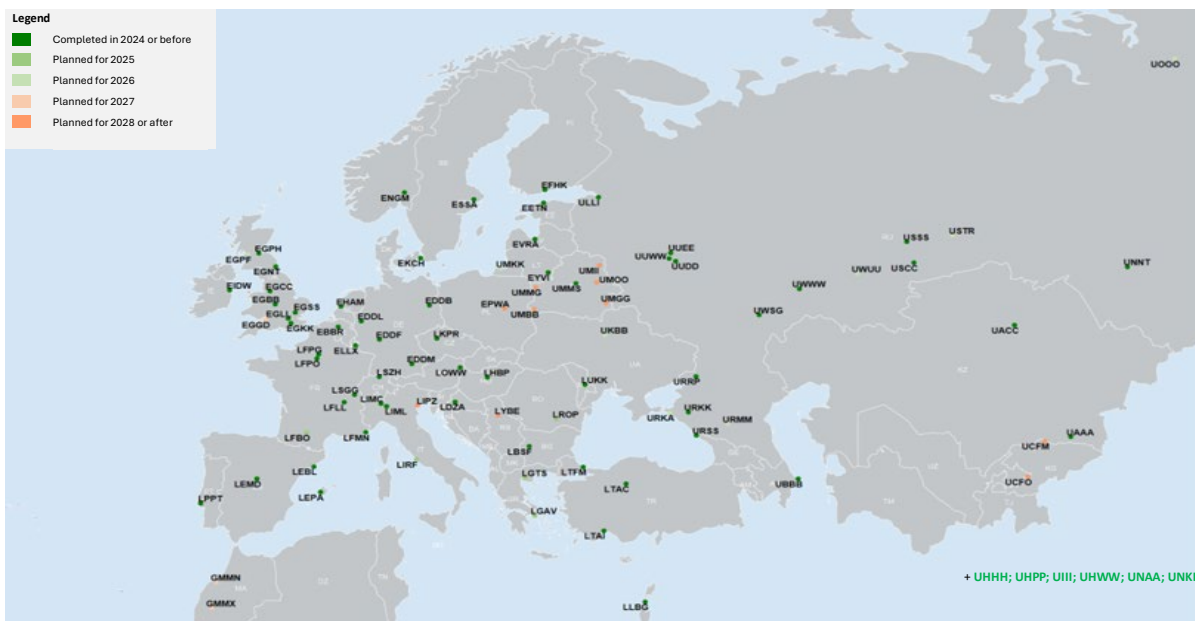 Legend
Completed in 2024 or before
Planned for 2025
Planned for 2026
Planned for 2027
Planned for 2028 or after
UOOO
EFHK
ENGM
ESSA
EETN
ULLI
USTR
USSS
EVRA
UUEE
EGPH
UUWW
EGPF
EKCH
UMKK
UUDD
EGNT
UMII
UWUU
USCC
UNNT
EYVI
UMOO
EIDW
EGCC
UMMS
UWWW
UMMG
EGBB
EHAM
EDDB
EPWA
UMGG
EGSS
EGLL
UMBB
UWSG
EDDL
EGGD
EGKK
EBBR
EDDF
LKPR
UKBB
UACC
LFPG
ELLX
EDDM
LFPO
LSZH
LOWW
LHBP
LUKK
URRP
LSGG
LIMC
LIPZ
LFLL
LIML
LDZA
LYBE
LROP
URKK
URKA
URMM
URSS
UAAA
LFBO
LFMN
UCFM
LBSF
LIRF
LEBL
LGTS
LTFM
LEMD
UCFO
UBBB
LTAC
LEPA
LPPT
LGAV
LTAI
GMMN
+ UHHH; UHPP; UIII; UHWW; UNAA; UNKL
GMMX
LLBG